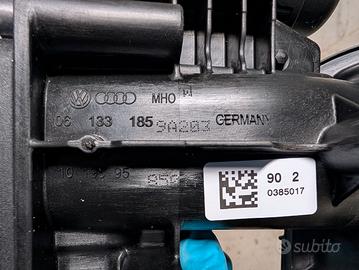 MHO
06 133 185 9A203 GERMANY
90 2
0385017
subito